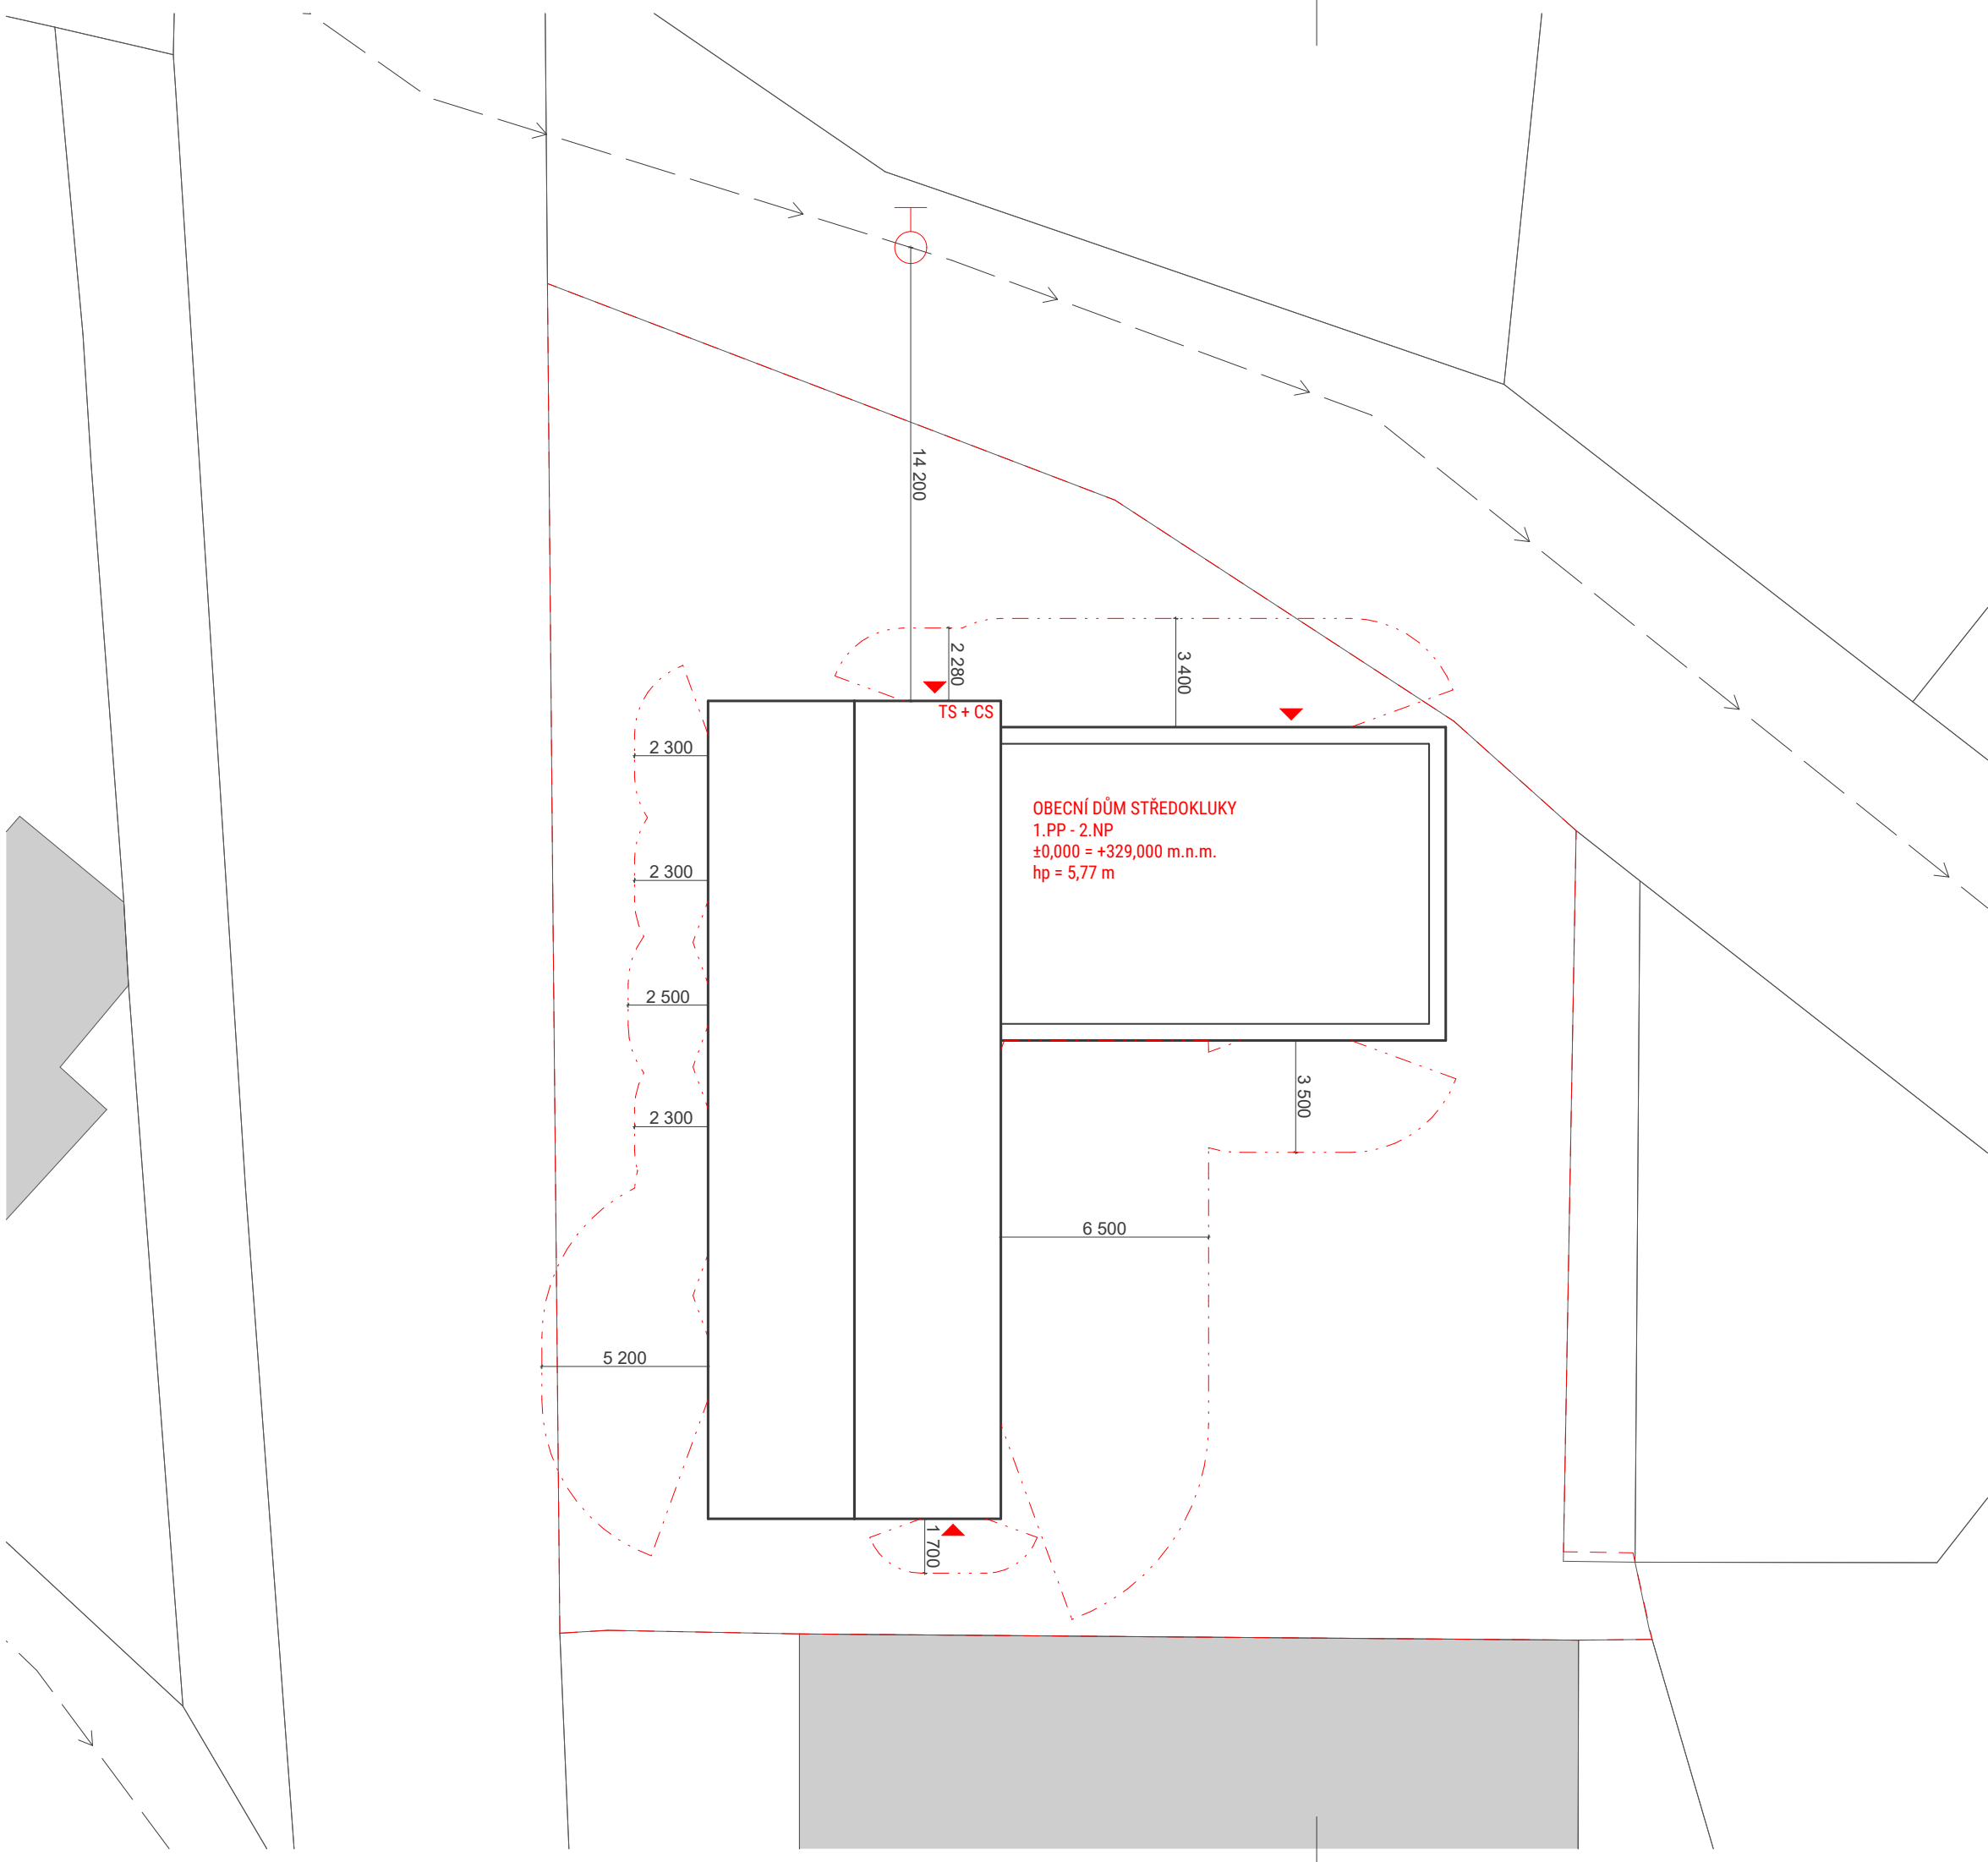 14 200
2 280
3 400
TS + CS
2 300
OBECNÍ DŮM STŘEDOKLUKY
1.PP - 2.NP
±0,000 = +329,000 m.n.m.
hp = 5,77 m
2 300
2 500
3 500
2 300
6 500
5 200
1 700